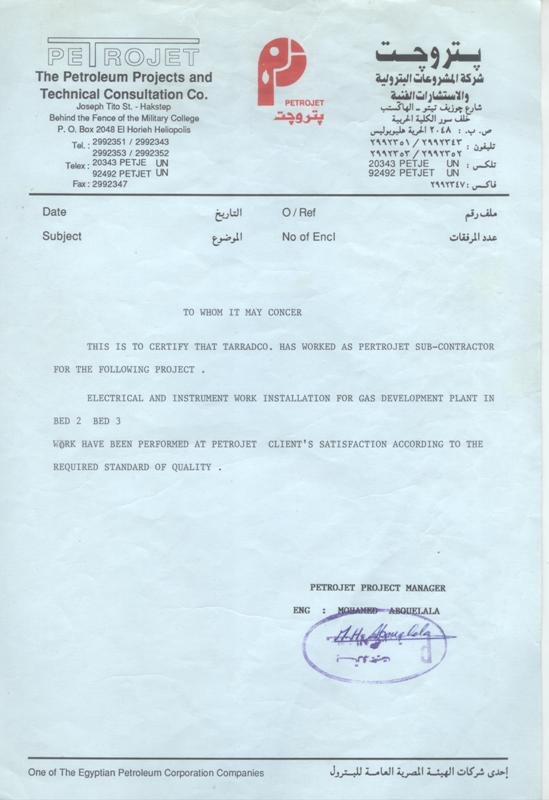 PETROJET
The Petroleum Projects and
Technical Consultation Co.
Joseph Tito St. - Hakstep
Behind the Fence of the Military College
P. O. Box 2048 El Horieh Heliopolis
Tel. : 2992351 / 2992343
2992353 / 2992352
Telex : 20343 PETJE UN
92492 PETJET UN
Fax : 2992347
PETROJET
بتروجت
پتروچت
شركة المشروعات البترولية
والاستشارات الفنية
شارع جوزيف تيتو - الهاكستب
خلف سور الكلية الحربية
ص . ب . : ٢٠٤٨ الحرية هليوبوليس
تليفون : ٢٩٩٢٣٥١ / ٢٩٩٢٣٤٣
٢٩٩٢٣٥٣ / ٢٩٩٢٣٥٢
تلكس : 20343 PETJE UN
92492 PETJET UN
فاكس : ٢٩٩٢٣٤٧
Date التاريخ O / Ref ملف رقم
Subject الموضوع No of Encl عدد المرفقات
TO WHOM IT MAY CONCER
THIS IS TO CERTIFY THAT TARRADCO. HAS WORKED AS PERTROJET SUB-CONTRACTOR
FOR THE FOLLOWING PROJECT .
ELECTRICAL AND INSTRUMENT WORK INSTALLATION FOR GAS DEVELOPMENT PLANT IN
BED 2 BED 3
WORK HAVE BEEN PERFORMED AT PETROJET CLIENT'S SATISFACTION ACCORDING TO THE
REQUIRED STANDARD OF QUALITY .
PETROJET PROJECT MANAGER
ENG : MOHAMED ABOUELALA
One of The Egyptian Petroleum Corporation Companies
إحدى شركات الهيئة المصرية العامة للبترول